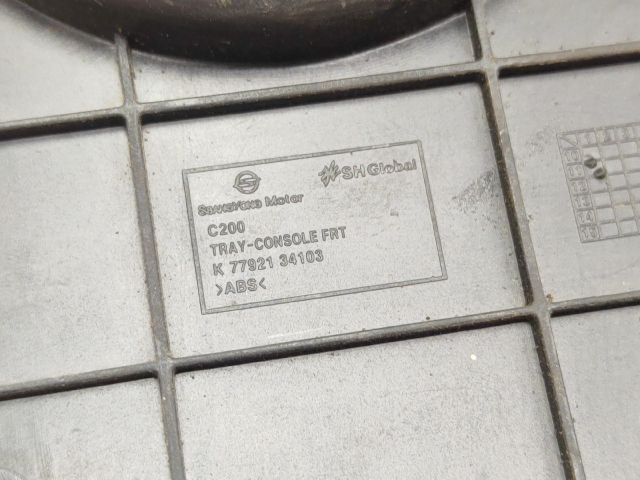 SSANGYONG Motor
SH Global
C200
TRAY-CONSOLE FRT
K 77921 34103
>ABS<